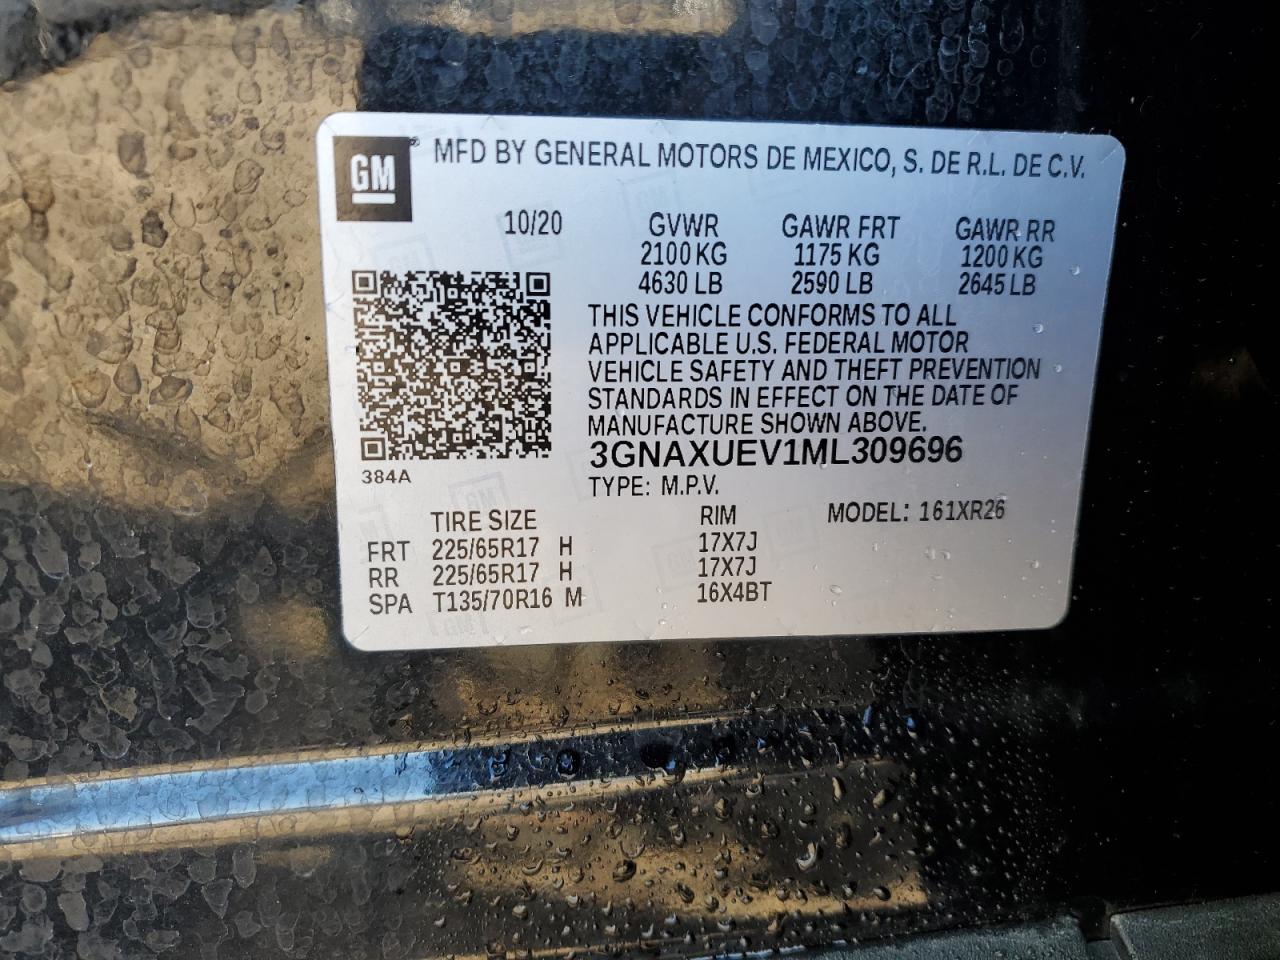 GM ® MFD BY GENERAL MOTORS DE MEXICO, S. DE R.L. DE C.V.
10/20 GVWR GAWR FRT GAWR RR
2100 KG 1175 KG 1200 KG
4630 LB 2590 LB 2645 LB
THIS VEHICLE CONFORMS TO ALL
APPLICABLE U.S. FEDERAL MOTOR
VEHICLE SAFETY AND THEFT PREVENTION
STANDARDS IN EFFECT ON THE DATE OF
MANUFACTURE SHOWN ABOVE.
3GNAXUEV1ML309696
384A
TYPE: M.P.V.
TIRE SIZE RIM MODEL: 161XR26
FRT 225/65R17 H 17X7J
RR 225/65R17 H 17X7J
SPA T135/70R16 M 16X4BT